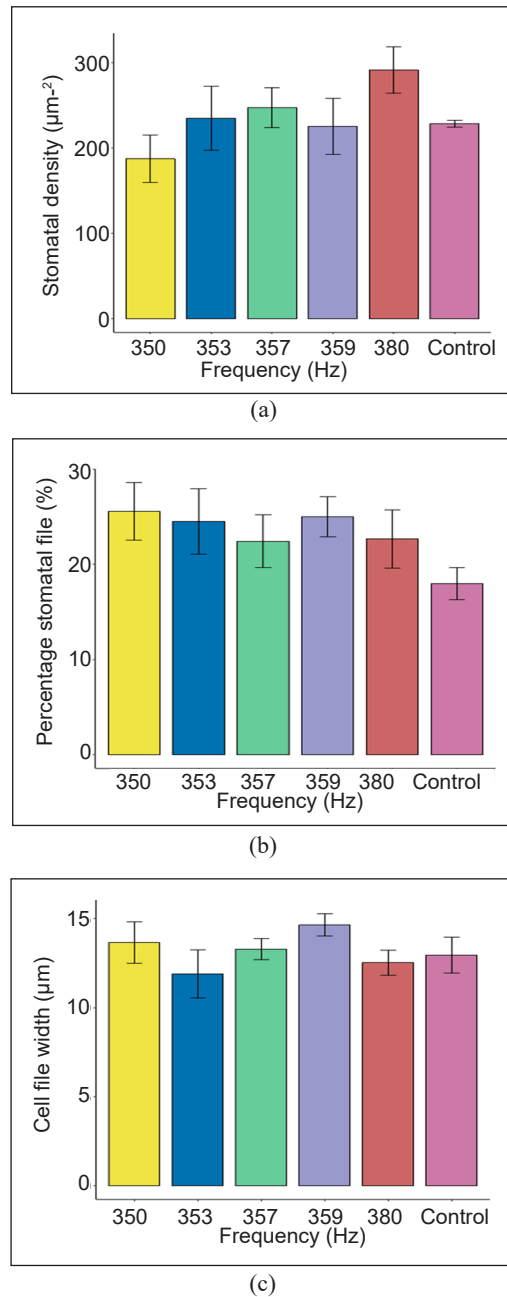 Stomatal density (µm-²)
300
200
100
0
350 353 357 359 380 Control
Frequency (Hz)
(a)
Percentage stomatal file (%)
30
20
10
0
350 353 357 359 380 Control
Frequency (Hz)
(b)
Cell file width (µm)
15
10
5
0
350 353 357 359 380 Control
Frequency (Hz)
(c)